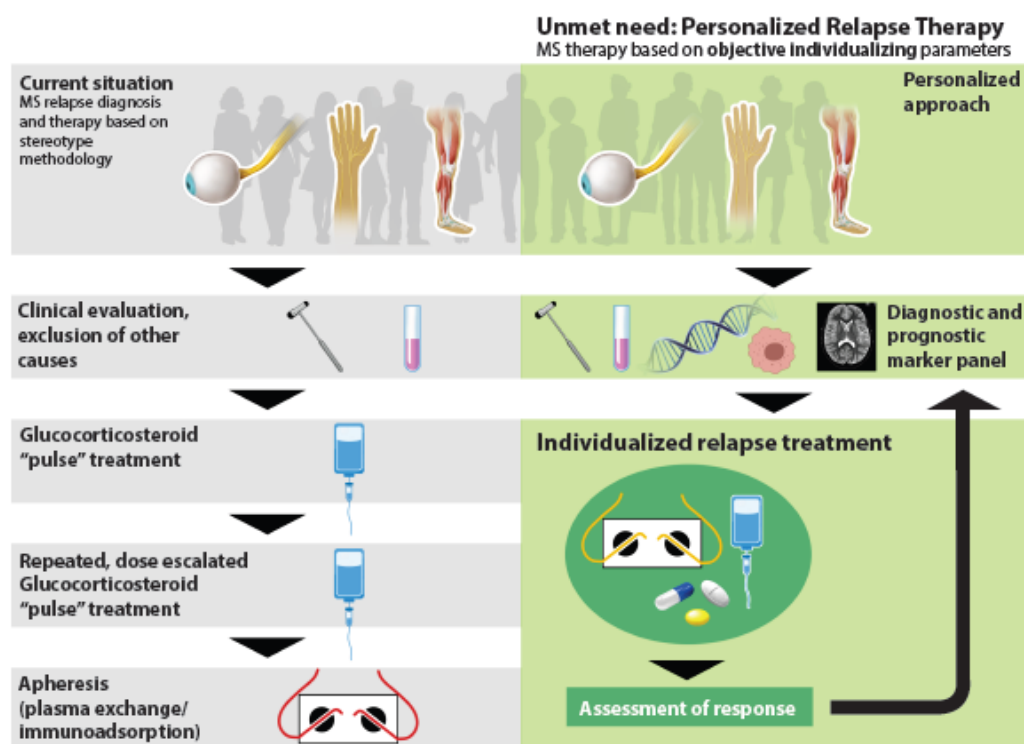 Unmet need: Personalized Relapse Therapy
MS therapy based on objective individualizing parameters
Current situation
MS relapse diagnosis
and therapy based on
stereotype
methodology
Personalized
approach
Clinical evaluation,
exclusion of other
causes
Diagnostic and
prognostic
marker panel
Glucocorticosteroid
“pulse” treatment
Individualized relapse treatment
Repeated, dose escalated
Glucocorticosteroid
“pulse” treatment
Apheresis
(plasma exchange/
immunoadsorption)
Assessment of response